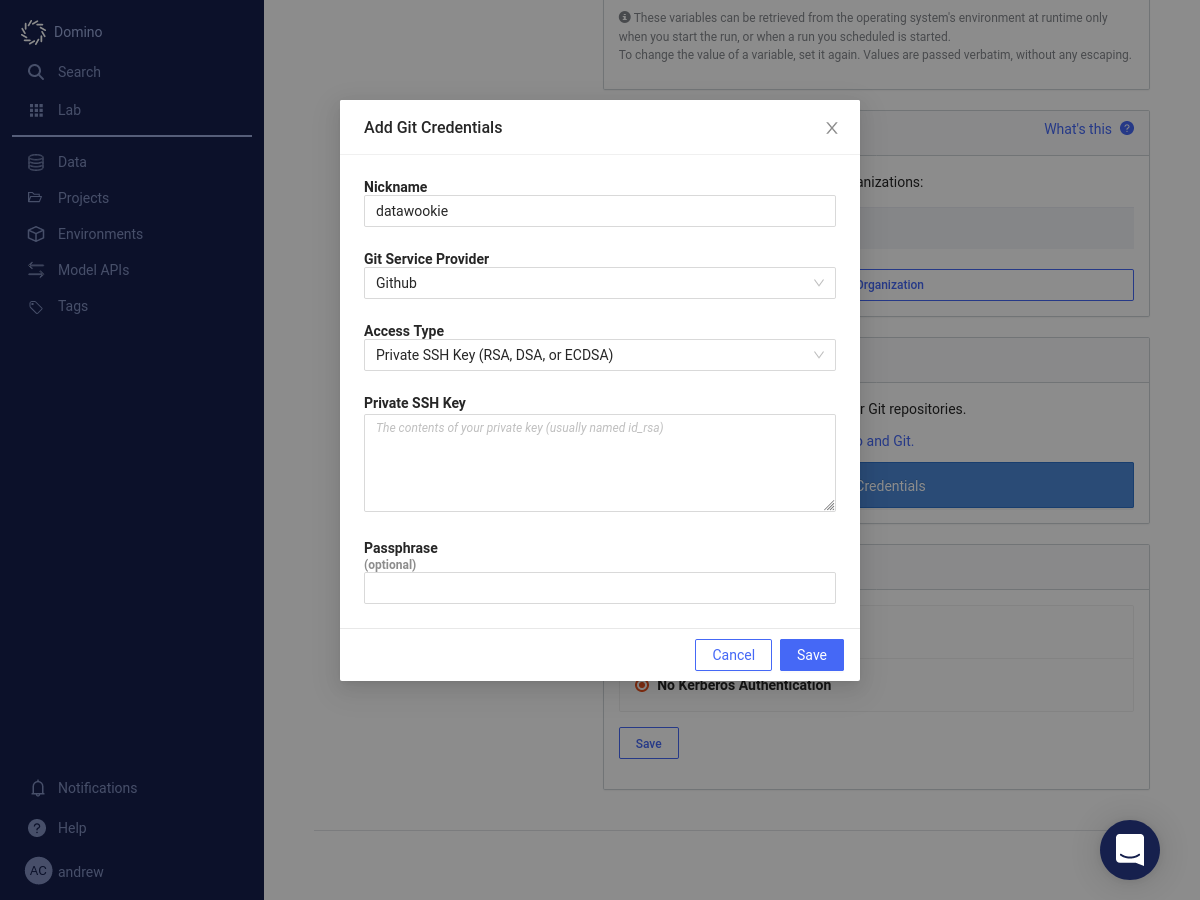 Domino
Search
Lab
Data
Projects
Environments
Model APIs
Tags
Notifications
Help
AC andrew
These variables can be retrieved from the operating system's environment at runtime only
when you start the run, or when a run you scheduled is started.
To change the value of a variable, set it again. Values are passed verbatim, without any escaping.
What's this ?
anizations:
Organization
r Git repositories.
o and Git.
Credentials
Add Git Credentials
Nickname
datawookie
Git Service Provider
Github
Access Type
Private SSH Key (RSA, DSA, or ECDSA)
Private SSH Key
The contents of your private key (usually named id_rsa)
Passphrase
(optional)
Cancel
Save
No Kerberos Authentication
Save